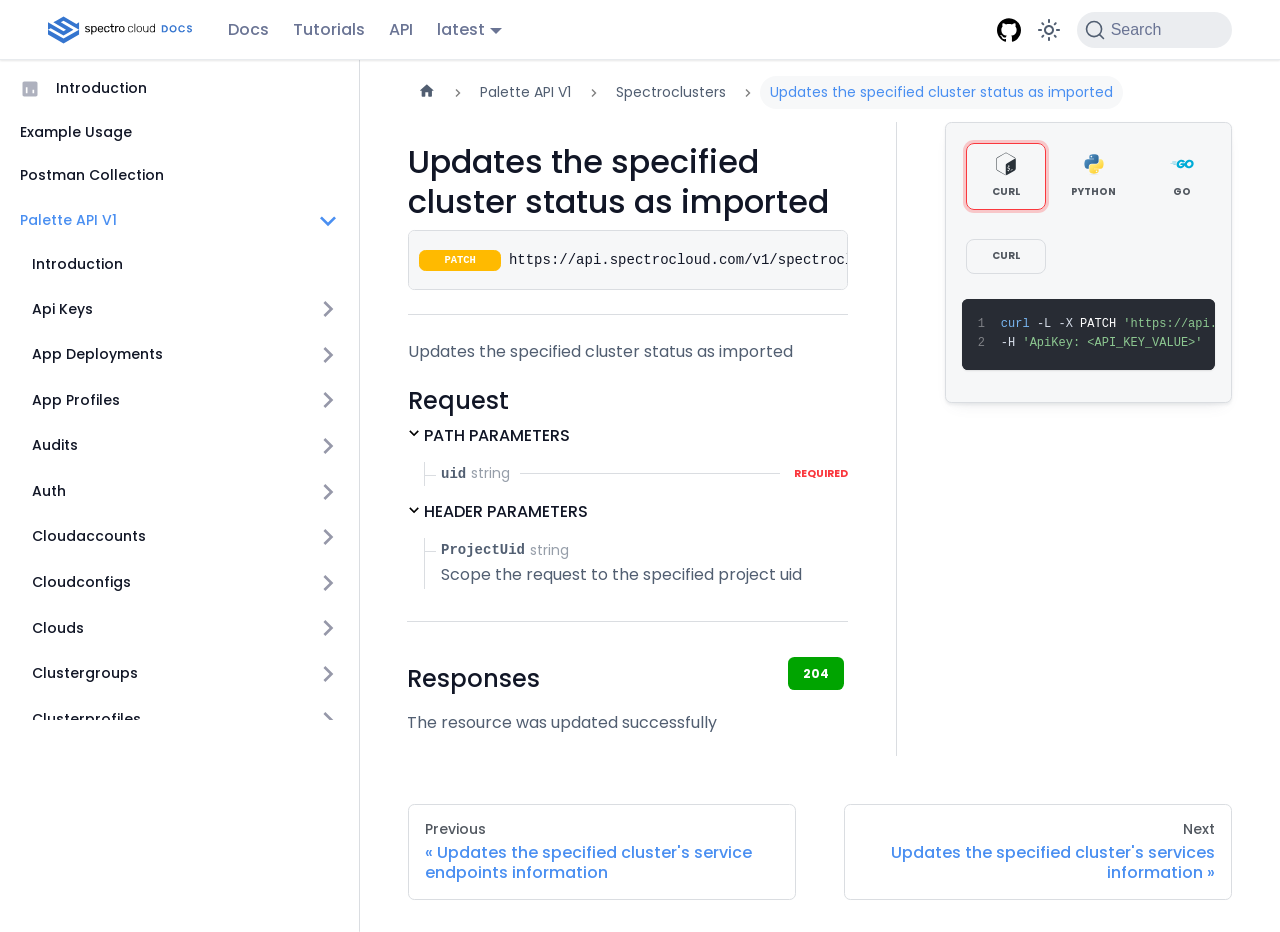 spectro cloud DOCS Docs Tutorials API latest Search
Introduction
Example Usage
Postman Collection
Palette API V1
Introduction
Api Keys
App Deployments
App Profiles
Audits
Auth
Cloudaccounts
Cloudconfigs
Clouds
Clustergroups
Clusterprofiles
Palette API V1 Spectroclusters Updates the specified cluster status as imported
Updates the specified
cluster status as imported
PATCH https://api.spectrocloud.com/v1/spectrocl
Updates the specified cluster status as imported
Request
PATH PARAMETERS
uid string REQUIRED
HEADER PARAMETERS
ProjectUid string
Scope the request to the specified project uid
Responses 204
The resource was updated successfully
CURL PYTHON GO
CURL
1 curl -L -X PATCH 'https://api.
2 -H 'ApiKey: <API_KEY_VALUE>'
Previous
« Updates the specified cluster's service
endpoints information
Next
Updates the specified cluster's services
information »